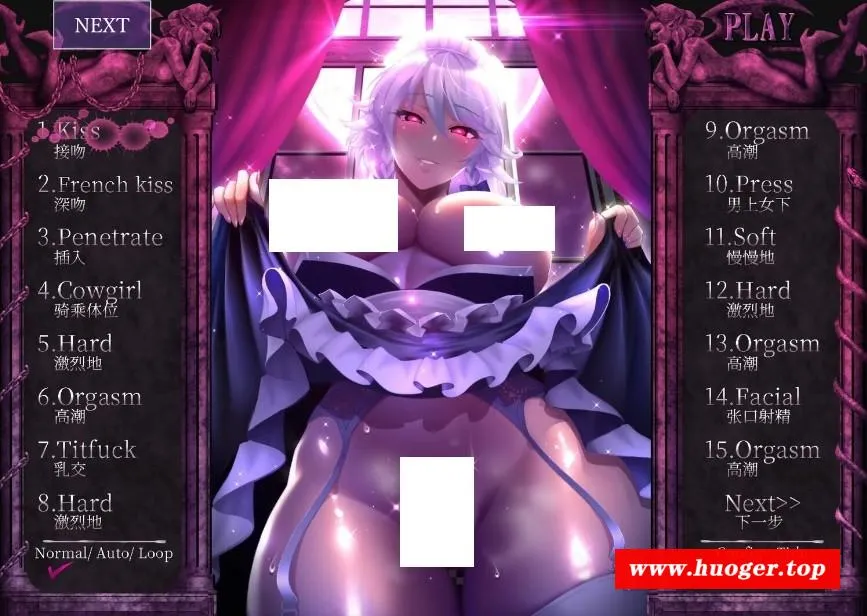 NEXT
PLAY
1.Kiss
接吻
2.French kiss
深吻
3.Penetrate
插入
4.Cowgirl
骑乘体位
5.Hard
激烈地
6.Orgasm
高潮
7.Titfuck
乳交
8.Hard
激烈地
Normal/ Auto/ Loop
9.Orgasm
高潮
10.Press
男上女下
11.Soft
慢慢地
12.Hard
激烈地
13.Orgasm
高潮
14.Facial
张口射精
15.Orgasm
高潮
Next>>
下一步
www.huoger.top